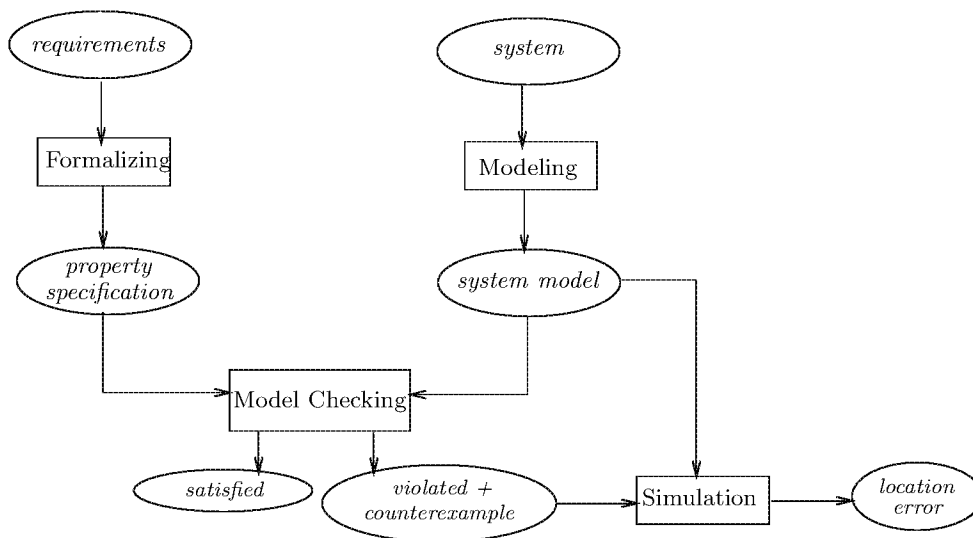 requirements
system
Formalizing
Modeling
property
specification
system model
Model Checking
satisfied
violated +
counterexample
Simulation
location
error